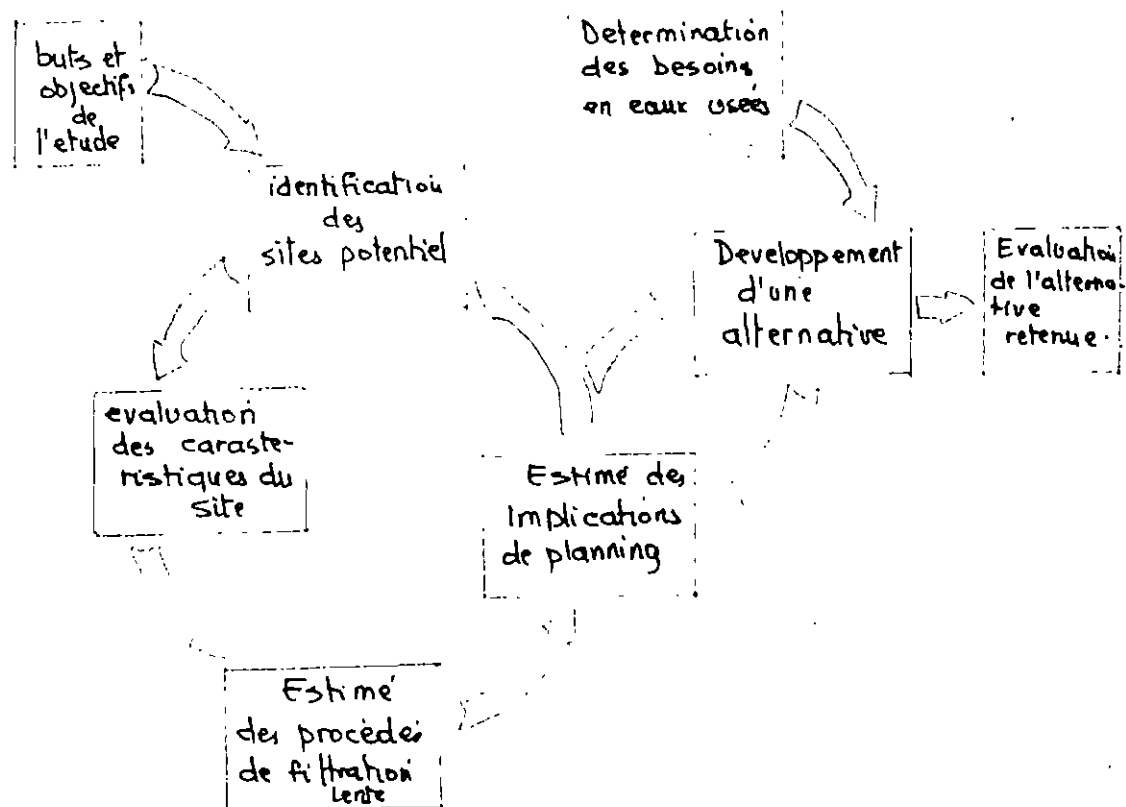 buts et
objectifs
de
l'etude
Determination
des besoins
en eaux usées
identification
des
sites potentiel
Developpement
d'une
alternative
Evaluation
de l'alterna-
tive
retenue.
evaluation
des caraste-
ristiques du
site
Estimé des
Implications
de planning
Estimé
des procèdés
de filtration
lente